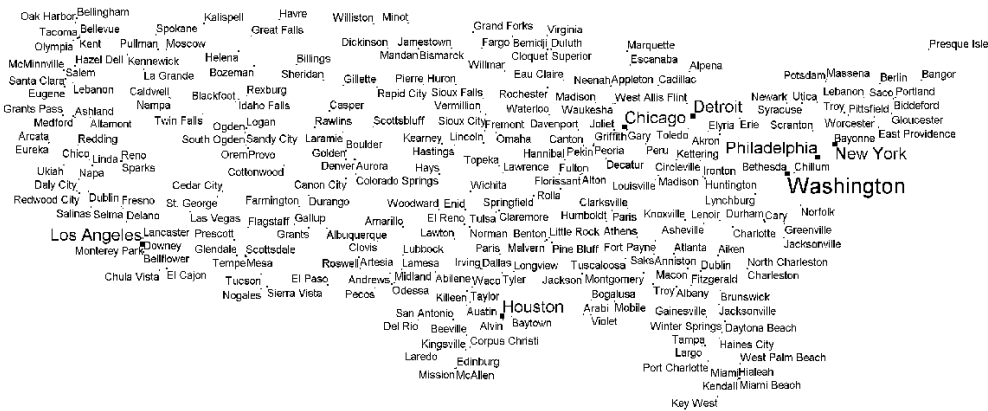 Oak Harbor Bellingham Kalispell Havre Williston Minot
Tacoma Bellevue Spokane Great Falls Grand Forks Virginia
Olympia Kent Pullman Moscow Helena Dickinson Jamestown Fargo Bemidji Duluth Marquette Presque Isle
McMinnville Hazel Dell Kennewick Billings Mandan Bismarck Cloquet Superior Escanaba
Santa Clara Salem La Grande Bozeman Sheridan Gillette Pierre Huron Willmar Eau Claire Neenah Appleton Cadillac Alpena Potsdam Massena Berlin Bangor
Eugene Lebanon Caldwell Blackfoot Rexburg Rapid City Sioux Falls Rochester Madison West Allis Flint Newark Utica Lebanon Saco Portland
Grants Pass Ashland Nampa Idaho Falls Casper Vermillion Waterloo Waukesha Detroit Syracuse Troy Pittsfield Biddeford
Medford Altamont Twin Falls Ogden Logan Rawlins Scottsbluff Sioux City Fremont Davenport Joliet Chicago Elyria Erie Scranton Worcester Gloucester
Arcata Redding South Ogden Sandy City Laramie Boulder Kearney Lincoln Omaha Canton Griffith Gary Toledo Akron Bayonne East Providence
Eureka Chico Linda Reno Orem Provo Golden Hastings Topeka Hannibal Pekin Peoria Peru Kettering Philadelphia New York
Ukiah Napa Sparks Cottonwood Denver Aurora Hays Lawrence Fulton Decatur Circleville Ironton Bethesda Chillum
Daly City Cedar City Canon City Colorado Springs Wichita Florissant Alton Louisville Madison Huntington Washington
Redwood City Dublin Fresno St. George Farmington Durango Woodward Enid Springfield Rolla Clarksville Lynchburg
Salinas Selma Delano Las Vegas Flagstaff Gallup Amarillo El Reno Tulsa Claremore Humboldt Paris Knoxville Lenoir Durham Cary Norfolk
Los Angeles Lancaster Prescott Grants Albuquerque Lawton Norman Benton Little Rock Athens Asheville Charlotte Greenville
Monterey Park Downey Glendale Scottsdale Clovis Lubbock Paris Malvern Pine Bluff Fort Payne Atlanta Aiken Jacksonville
Bellflower Tempe Mesa Roswell Artesia Lamesa Irving Dallas Longview Tuscaloosa Saks Anniston Dublin North Charleston
Chula Vista El Cajon Tucson El Paso Andrews Midland Abilene Waco Tyler Jackson Montgomery Macon Fitzgerald Charleston
Nogales Sierra Vista Pecos Odessa Killeen Taylor Bogalusa Troy Albany Brunswick
San Antonio Austin Houston Arabi Mobile Gainesville Jacksonville
Del Rio Beeville Alvin Baytown Violet Winter Springs Daytona Beach
Kingsville Corpus Christi Tampa Haines City
Laredo Edinburg Largo West Palm Beach
Mission McAllen Port Charlotte Miami Hialeah
Kendall Miami Beach
Key West